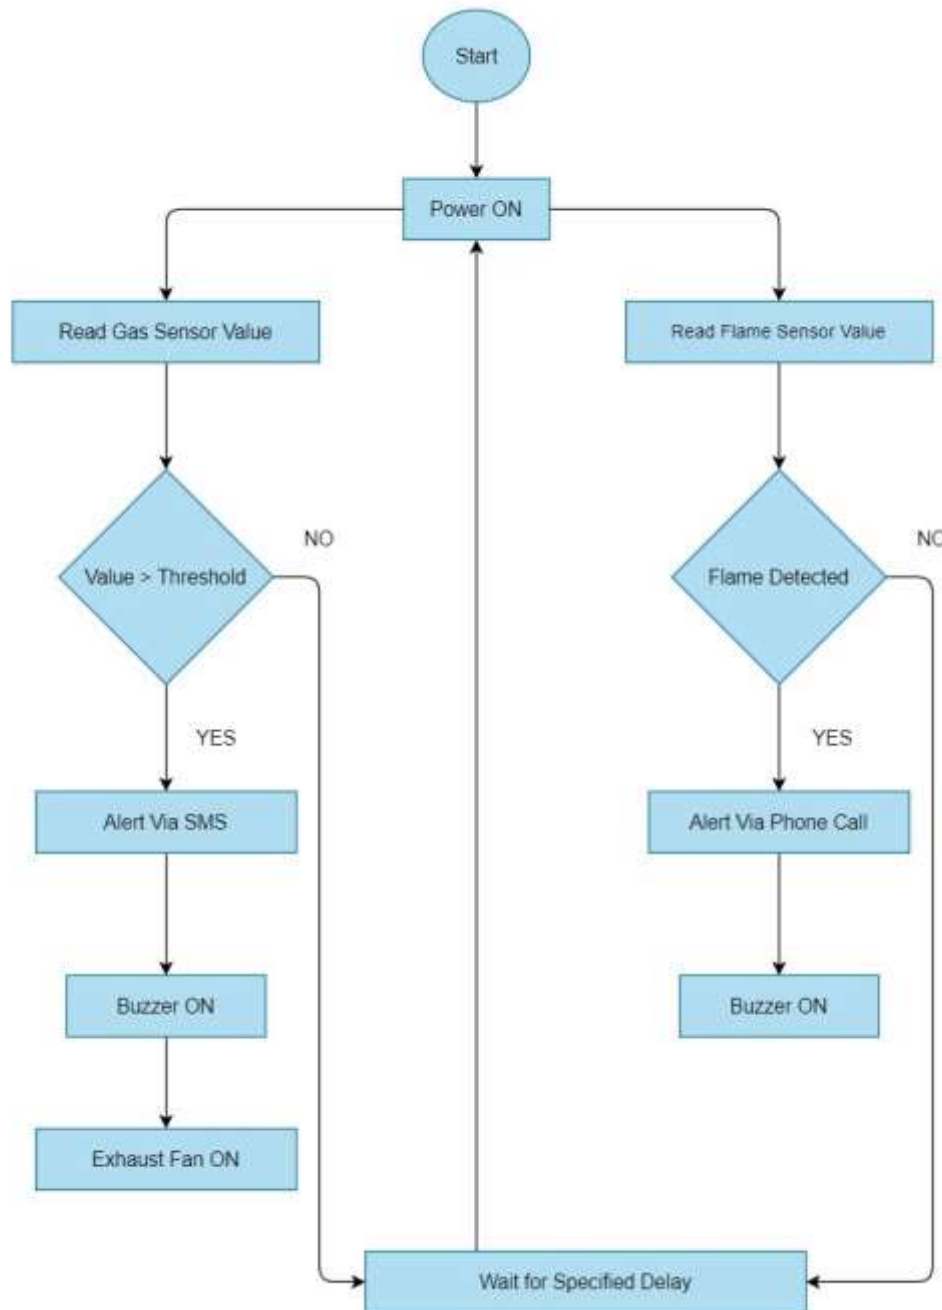 Start
Power ON
Read Gas Sensor Value
Read Flame Sensor Value
NO
NO
Value > Threshold
Flame Detected
YES
YES
Alert Via SMS
Alert Via Phone Call
Buzzer ON
Buzzer ON
Exhaust Fan ON
Wait for Specified Delay